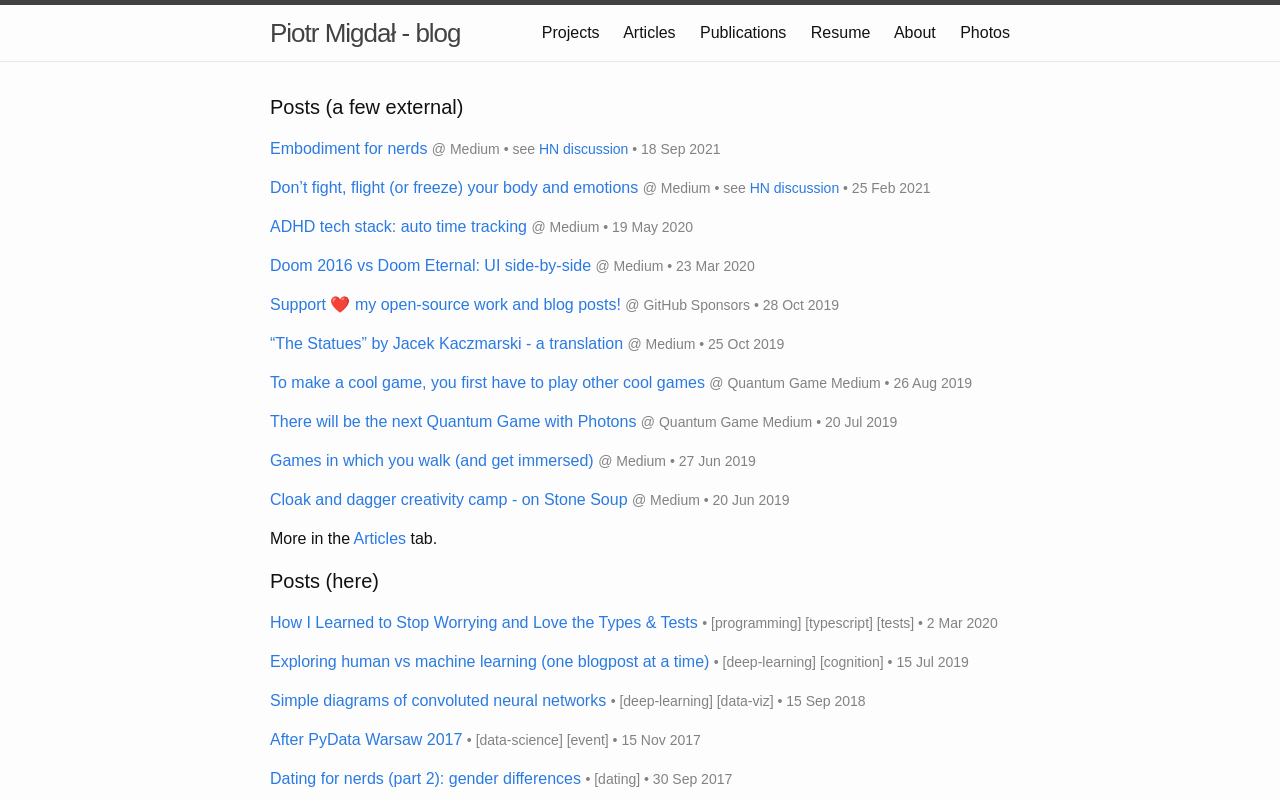 Piotr Migdał - blog Projects Articles Publications Resume About Photos
Posts (a few external)
Embodiment for nerds @ Medium • see HN discussion • 18 Sep 2021
Don’t fight, flight (or freeze) your body and emotions @ Medium • see HN discussion • 25 Feb 2021
ADHD tech stack: auto time tracking @ Medium • 19 May 2020
Doom 2016 vs Doom Eternal: UI side-by-side @ Medium • 23 Mar 2020
Support ❤️ my open-source work and blog posts! @ GitHub Sponsors • 28 Oct 2019
“The Statues” by Jacek Kaczmarski - a translation @ Medium • 25 Oct 2019
To make a cool game, you first have to play other cool games @ Quantum Game Medium • 26 Aug 2019
There will be the next Quantum Game with Photons @ Quantum Game Medium • 20 Jul 2019
Games in which you walk (and get immersed) @ Medium • 27 Jun 2019
Cloak and dagger creativity camp - on Stone Soup @ Medium • 20 Jun 2019
More in the Articles tab.
Posts (here)
How I Learned to Stop Worrying and Love the Types & Tests • [programming] [typescript] [tests] • 2 Mar 2020
Exploring human vs machine learning (one blogpost at a time) • [deep-learning] [cognition] • 15 Jul 2019
Simple diagrams of convoluted neural networks • [deep-learning] [data-viz] • 15 Sep 2018
After PyData Warsaw 2017 • [data-science] [event] • 15 Nov 2017
Dating for nerds (part 2): gender differences • [dating] • 30 Sep 2017